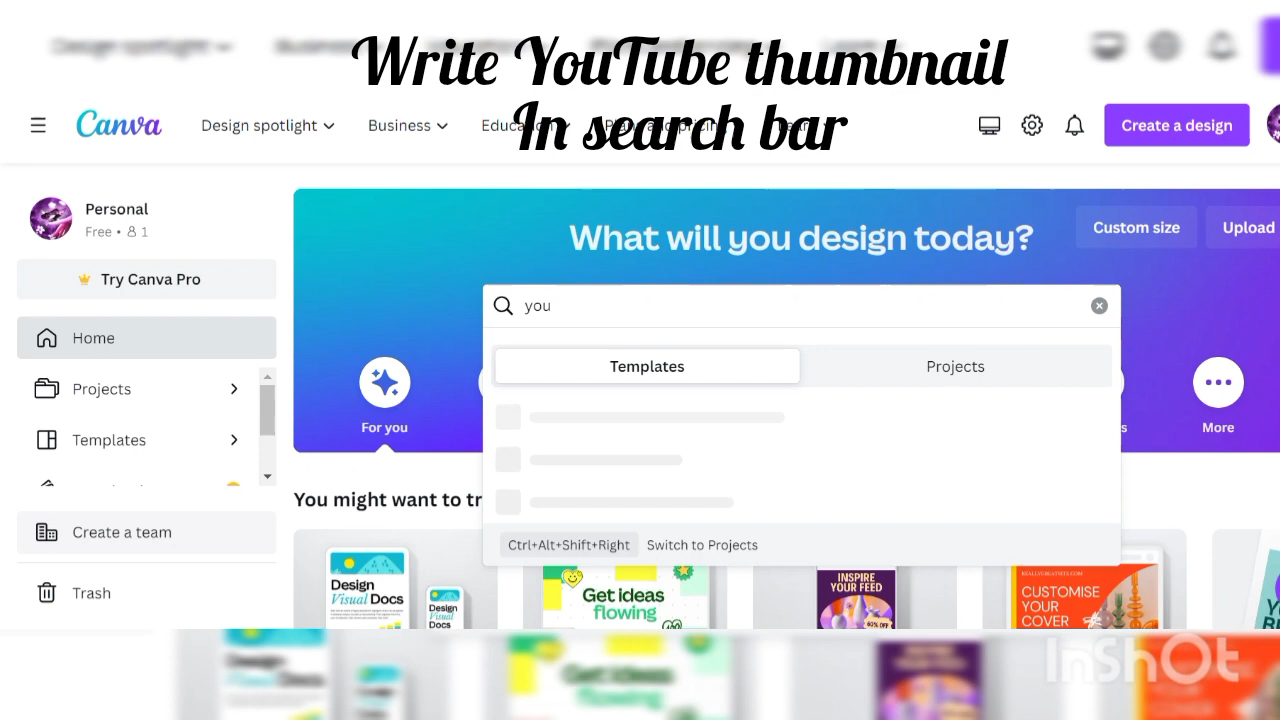 Write YouTube thumbnail
In search bar
Canva
Design spotlight
Business
Create a design
Personal
Free • 1
Try Canva Pro
Home
Projects
Templates
Create a team
Trash
What will you design today?
Custom size
Upload
you
Templates
Projects
Ctrl+Alt+Shift+Right
Switch to Projects
For you
s
More
You might want to tr
Design
Visual Docs
Design
Visual
Docs
Get ideas
flowing
INSPIRE
YOUR FEED
60% OFF
CUSTOMISE
YOUR
COVER
InShOt